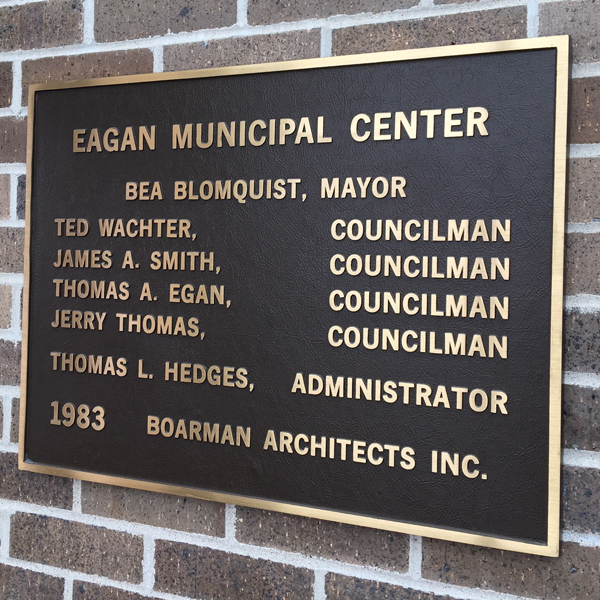 EAGAN MUNICIPAL CENTER
BEA BLOMQUIST, MAYOR
TED WACHTER, COUNCILMAN
JAMES A. SMITH, COUNCILMAN
THOMAS A. EGAN, COUNCILMAN
JERRY THOMAS, COUNCILMAN
THOMAS L. HEDGES, ADMINISTRATOR
1983 BOARMAN ARCHITECTS INC.